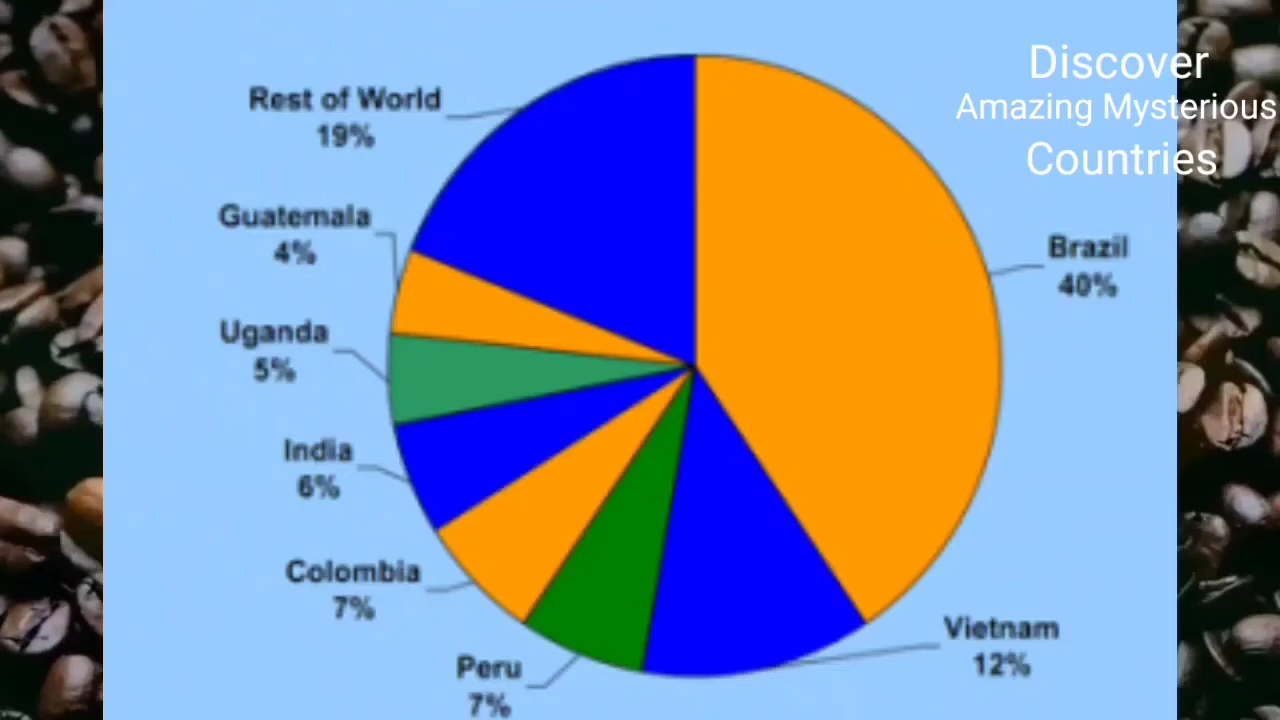 Discover
Amazing Mysterious
Countries
Rest of World
19%
Guatemala
4%
Uganda
5%
India
6%
Colombia
7%
Peru
7%
Vietnam
12%
Brazil
40%